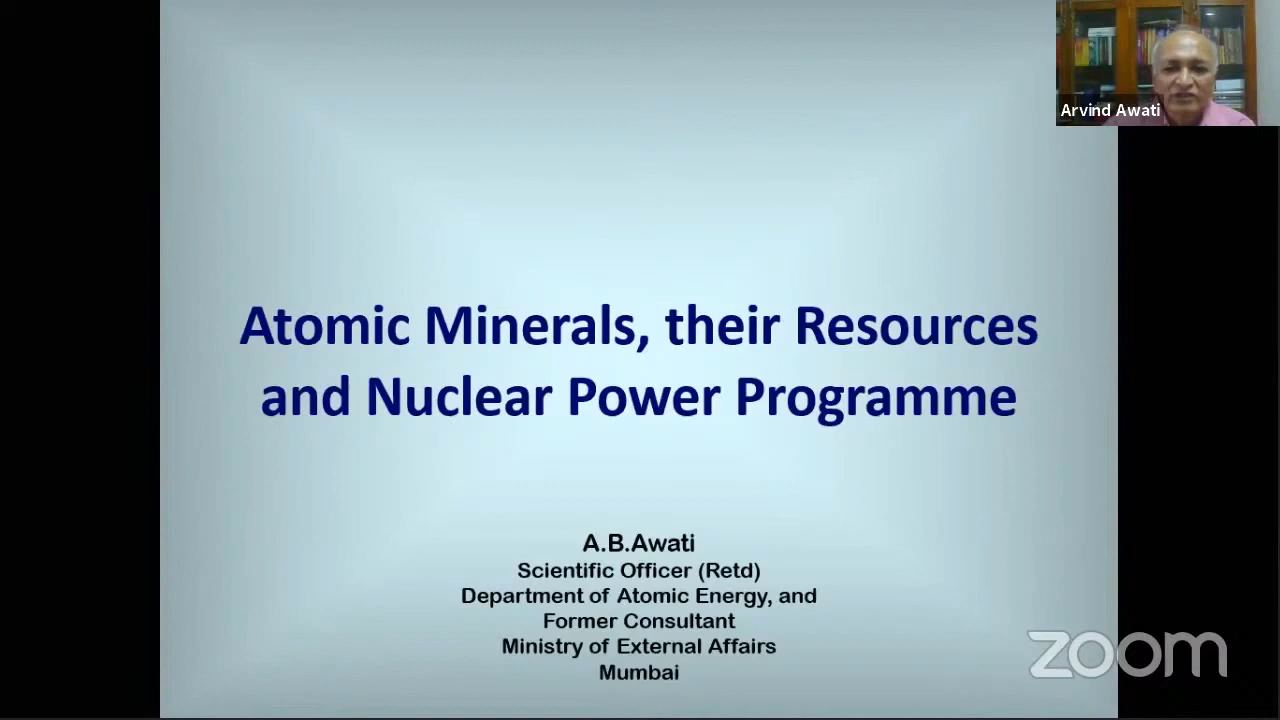 Arvind Awati
Atomic Minerals, their Resources
and Nuclear Power Programme
A.B.Awati
Scientific Officer (Retd)
Department of Atomic Energy, and
Former Consultant
Ministry of External Affairs
Mumbai
zoom